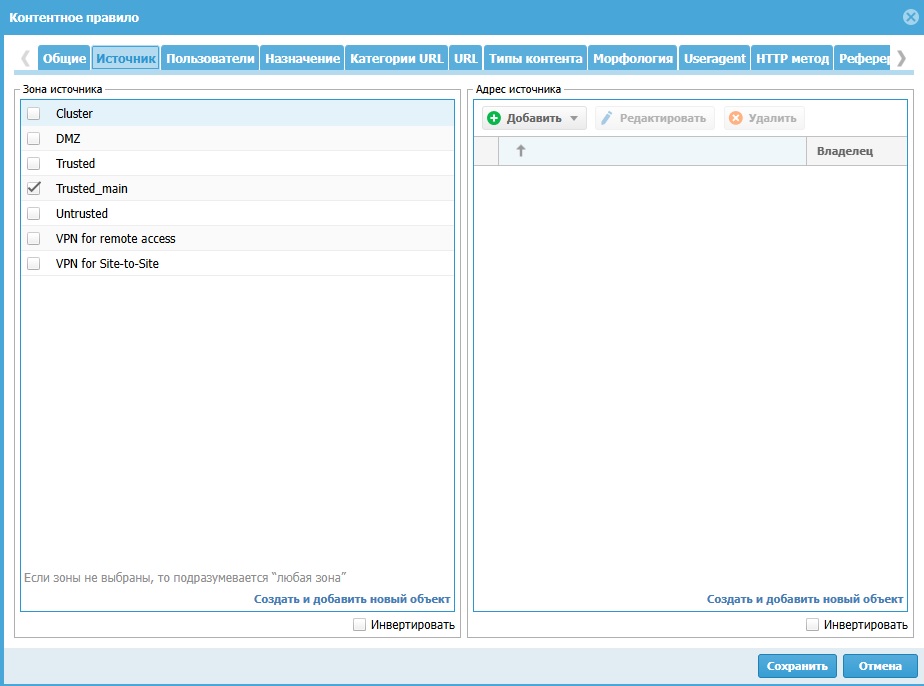 Контентное правило
Общие Источник Пользователи Назначение Категории URL URL Типы контента Морфология Useragent HTTP метод Реферер
Зона источника
Cluster
DMZ
Trusted
Trusted_main
Untrusted
VPN for remote access
VPN for Site-to-Site
Если зоны не выбраны, то подразумевается “любая зона”
Создать и добавить новый объект
Инвертировать
Адрес источника
Добавить Редактировать Удалить
Владелец
Создать и добавить новый объект
Инвертировать
Сохранить Отмена